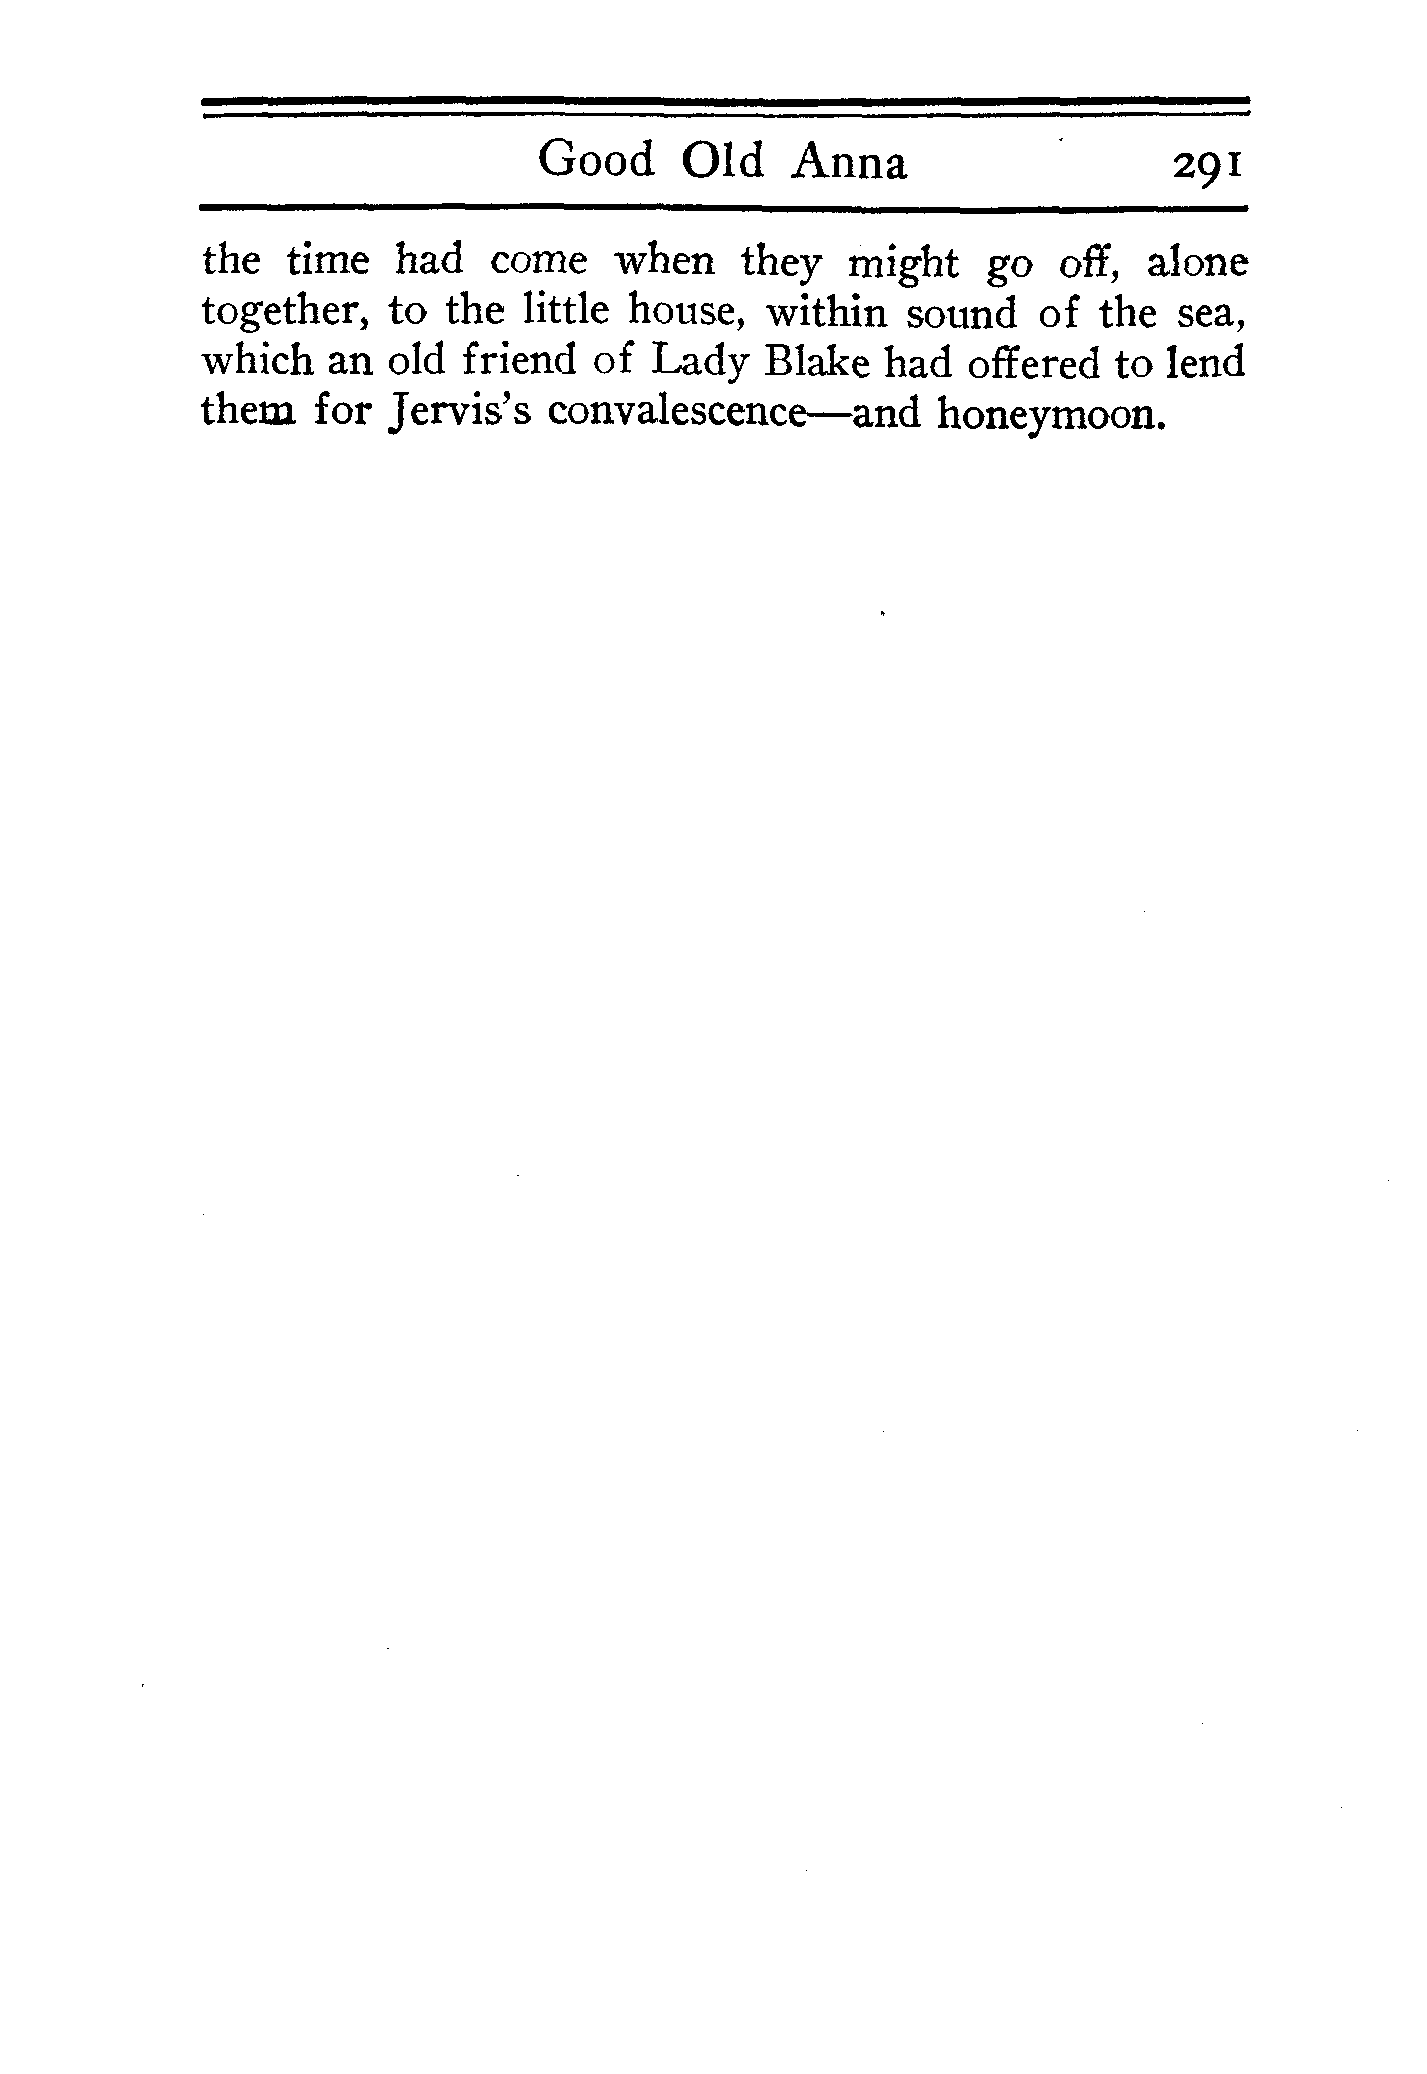 Good Old Anna 291
the time had come when they might go off, alone
together, to the little house, within sound of the sea,
which an old friend of Lady Blake had offered to lend
them for Jervis's convalescence—and honeymoon.